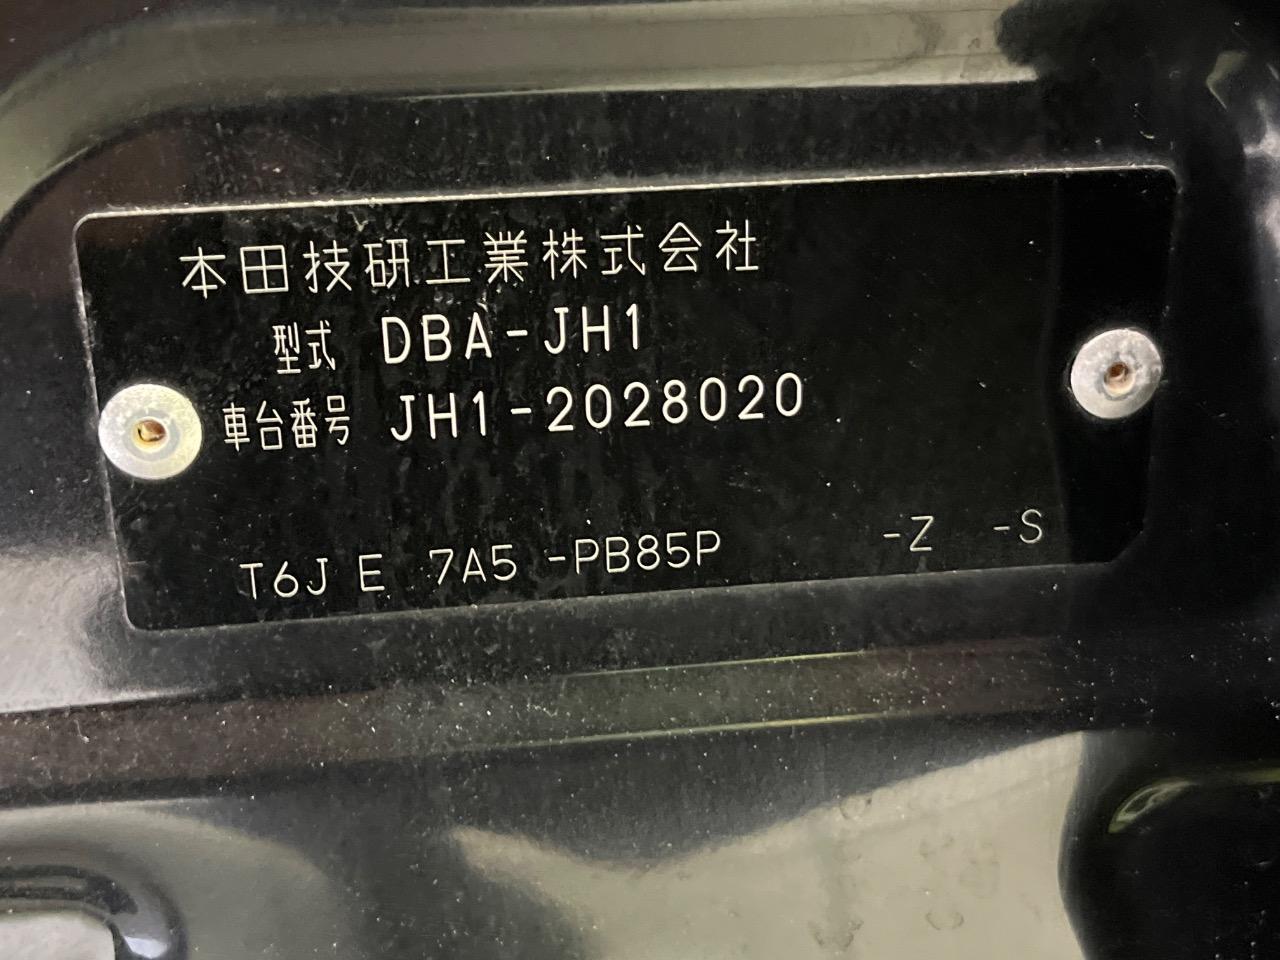 本田技研工業株式会社
型式 DBA-JH1
車台番号 JH1-2028020
T6J E 7A5 -PB85P -Z -S